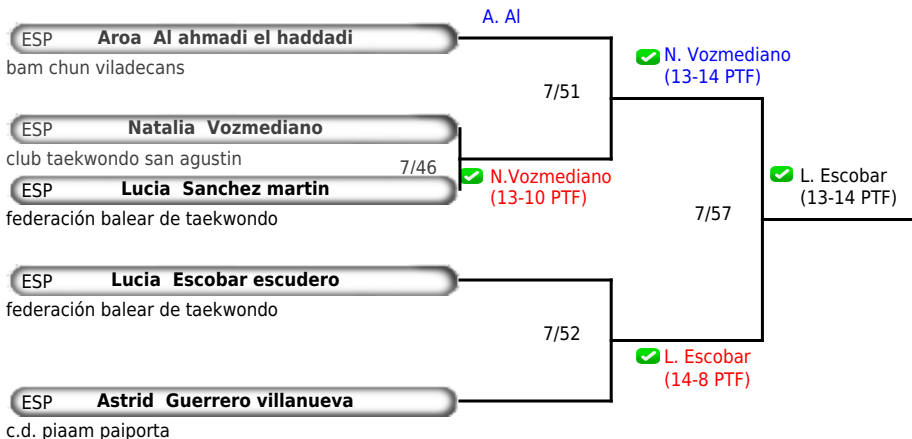 A. Al
ESP Aroa Al ahmadi el haddadi
bam chun viladecans
N. Vozmediano
(13-14 PTF)
7/51
ESP Natalia Vozmediano
club taekwondo san agustin
7/46
N.Vozmediano
(13-10 PTF)
ESP Lucia Sanchez martin
federación balear de taekwondo
L. Escobar
(13-14 PTF)
7/57
ESP Lucia Escobar escudero
federación balear de taekwondo
7/52
L. Escobar
(14-8 PTF)
ESP Astrid Guerrero villanueva
c.d. piaam paiporta